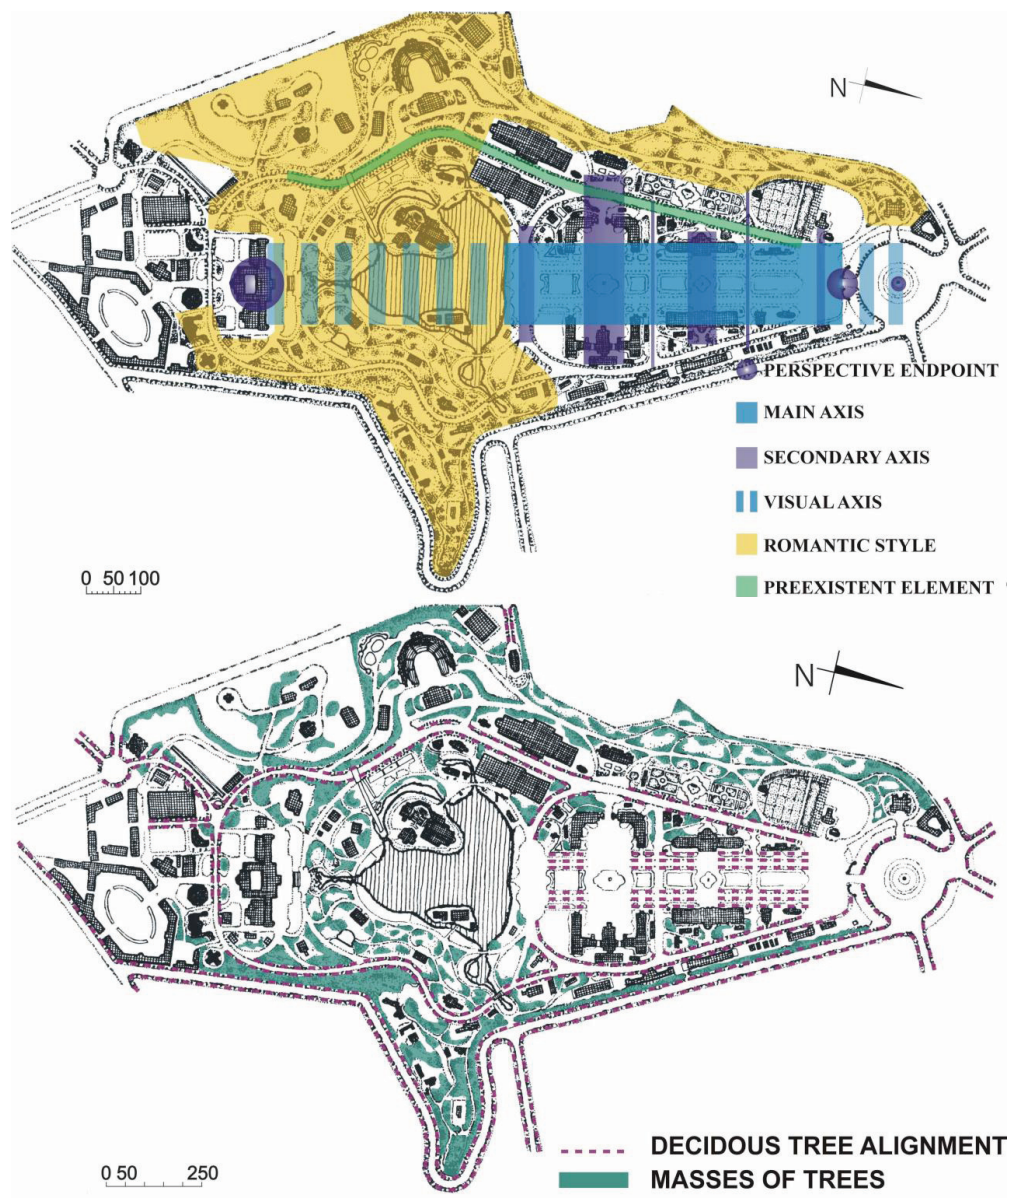 N
PERSPECTIVE ENDPOINT
MAIN AXIS
SECONDARY AXIS
VISUAL AXIS
ROMANTIC STYLE
PREEXISTENT ELEMENT
0 50 100
N
DECIDOUS TREE ALIGNMENT
MASSES OF TREES
0 50 250